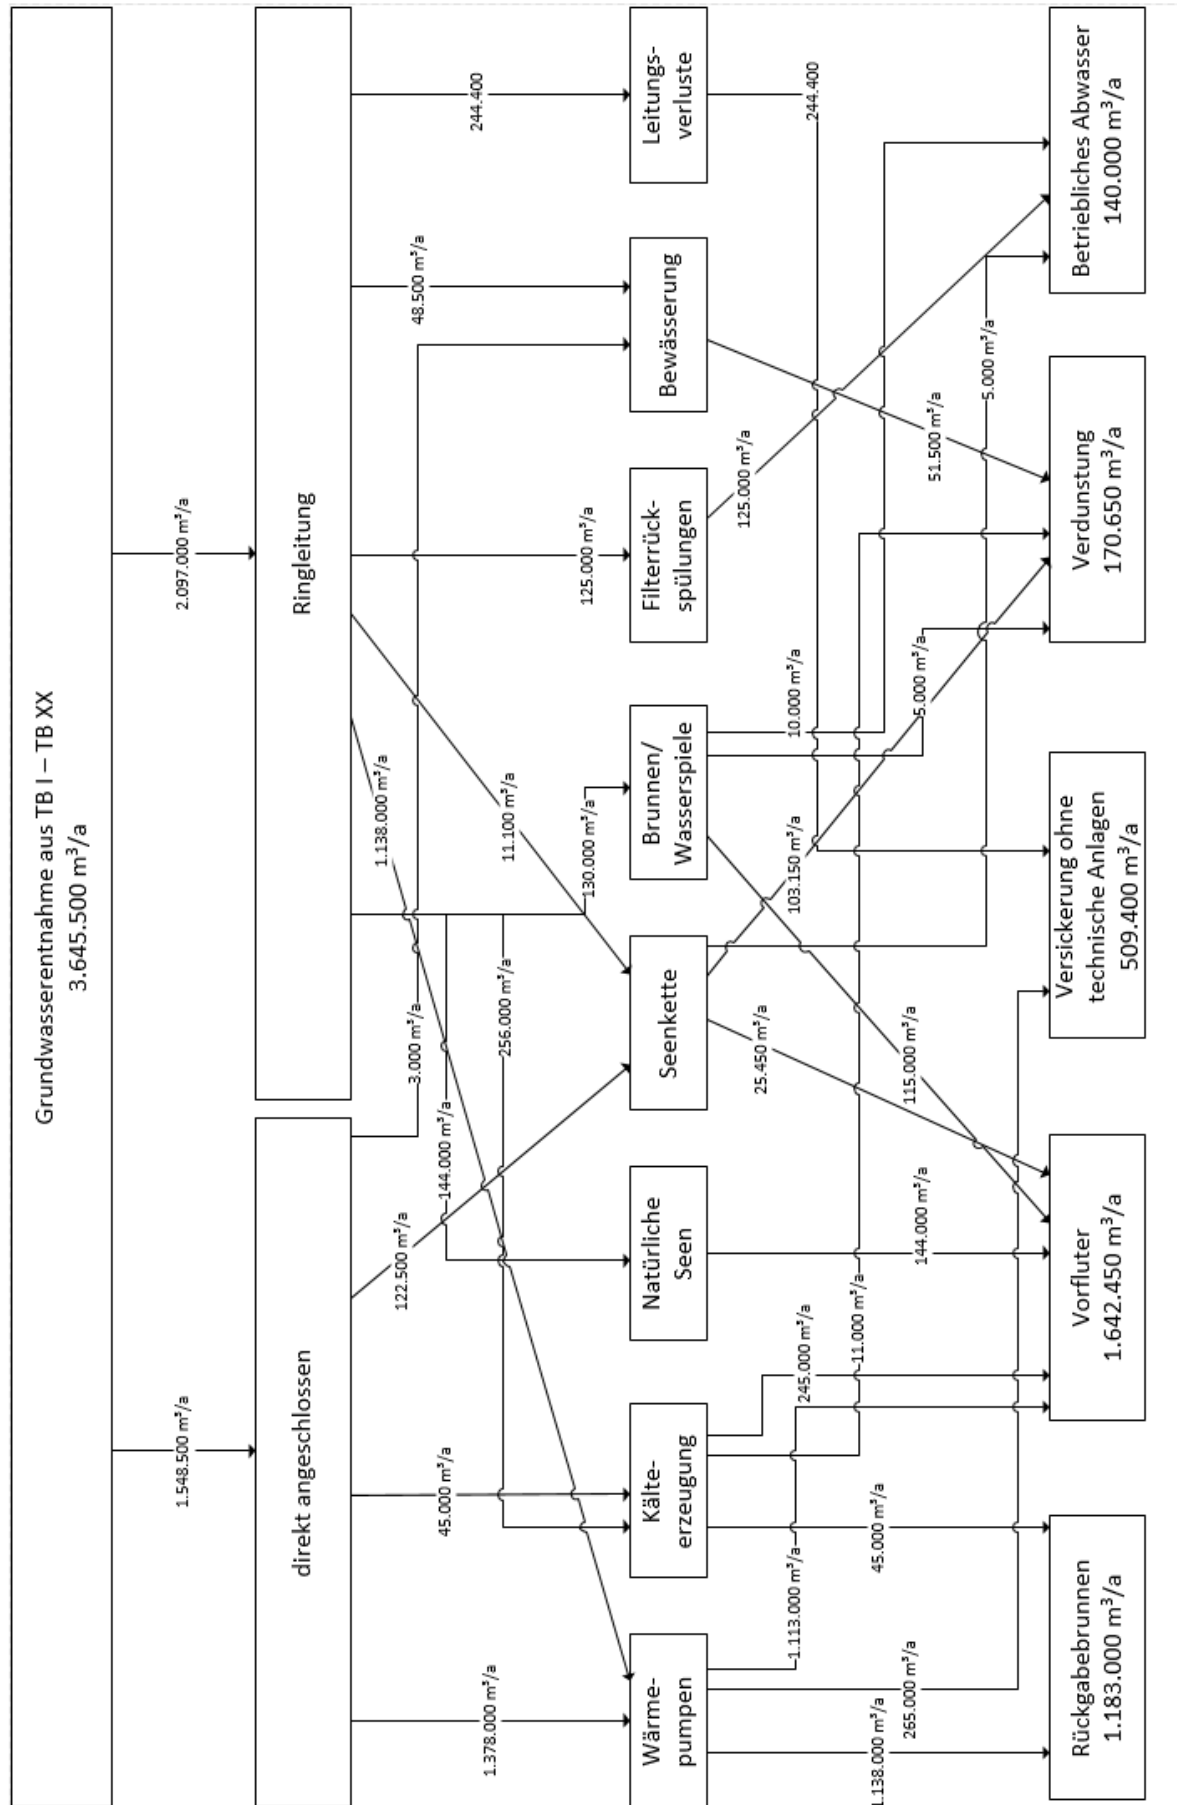 Grundwasserentnahme aus TB I – TB XX
3.645.500 m³/a
1.548.500 m³/a
2.097.000 m³/a
direkt angeschlossen
Ringleitung
1.378.000 m³/a
45.000 m³/a
122.500 m³/a
3.000 m³/a
144.000 m³/a
256.000 m³/a
1.138.000 m³/a
130.000 m³/a
11.100 m³/a
125.000 m³/a
48.500 m³/a
244.400
Wärme-
pumpen
Kälte-
erzeugung
Natürliche
Seen
Seenkette
Brunnen/
Wasserspiele
Filterrück-
spülungen
Bewässerung
Leitungs-
verluste
1.138.000 m³/a
265.000 m³/a
1.113.000 m³/a
45.000 m³/a
245.000 m³/a
11.000 m³/a
144.000 m³/a
25.450 m³/a
115.000 m³/a
103.150 m³/a
10.000 m³/a
5.000 m³/a
125.000 m³/a
51.500 m³/a
5.000 m³/a
244.400
Rückgabebrunnen
1.183.000 m³/a
Vorfluter
1.642.450 m³/a
Versickerung ohne
technische Anlagen
509.400 m³/a
Verdunstung
170.650 m³/a
Betriebliches Abwasser
140.000 m³/a